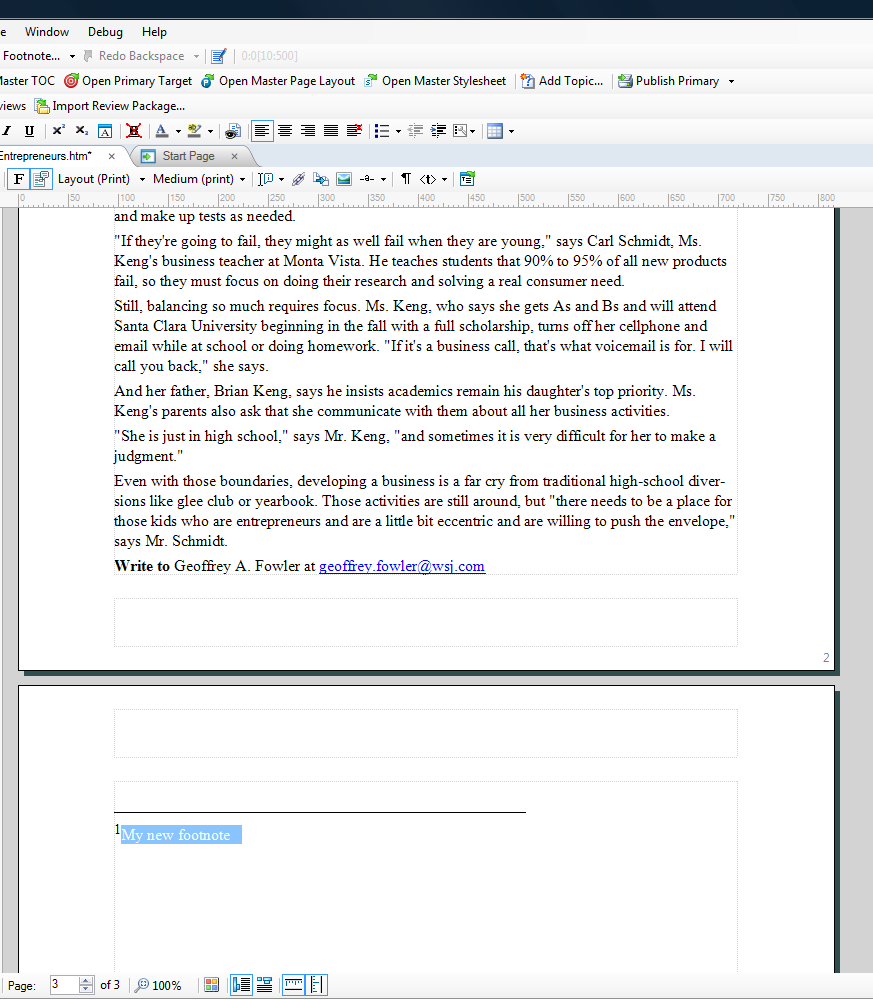 e Window Debug Help
Footnote... Redo Backspace 0:0[10:500]
Master TOC Open Primary Target Open Master Page Layout Open Master Stylesheet Add Topic... Publish Primary
views Import Review Package...
I U x² x₂ A H A
Entrepreneurs.htm* × Start Page ×
F Layout (Print) Medium (print) -a- ¶ <t>
0 50 100 150 200 250 300 350 400 450 500 550 600 650 700 750 800
and make up tests as needed.
"If they're going to fail, they might as well fail when they are young," says Carl Schmidt, Ms.
Keng's business teacher at Monta Vista. He teaches students that 90% to 95% of all new products
fail, so they must focus on doing their research and solving a real consumer need.
Still, balancing so much requires focus. Ms. Keng, who says she gets As and Bs and will attend
Santa Clara University beginning in the fall with a full scholarship, turns off her cellphone and
email while at school or doing homework. "If it's a business call, that's what voicemail is for. I will
call you back," she says.
And her father, Brian Keng, says he insists academics remain his daughter's top priority. Ms.
Keng's parents also ask that she communicate with them about all her business activities.
"She is just in high school," says Mr. Keng, "and sometimes it is very difficult for her to make a
judgment."
Even with those boundaries, developing a business is a far cry from traditional high-school diver-
sions like glee club or yearbook. Those activities are still around, but "there needs to be a place for
those kids who are entrepreneurs and are a little bit eccentric and are willing to push the envelope,"
says Mr. Schmidt.
Write to Geoffrey A. Fowler at geoffrey.fowler@wsj.com
2
1My new footnote
Page: 3 of 3 100%